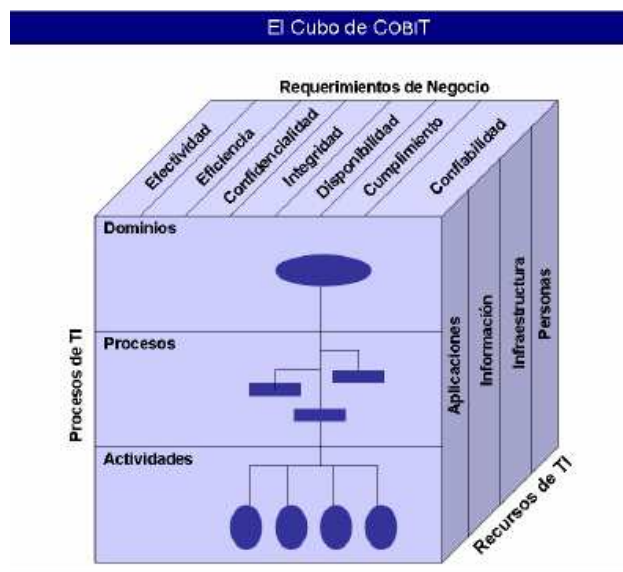 El Cubo de COBIT
Requerimientos de Negocio
Efectividad
Eficiencia
Confidencialidad
Integridad
Disponibilidad
Cumplimiento
Confiabilidad
Dominios
Procesos
Actividades
Procesos de TI
Aplicaciones
Información
Infraestructura
Personas
Recursos de TI